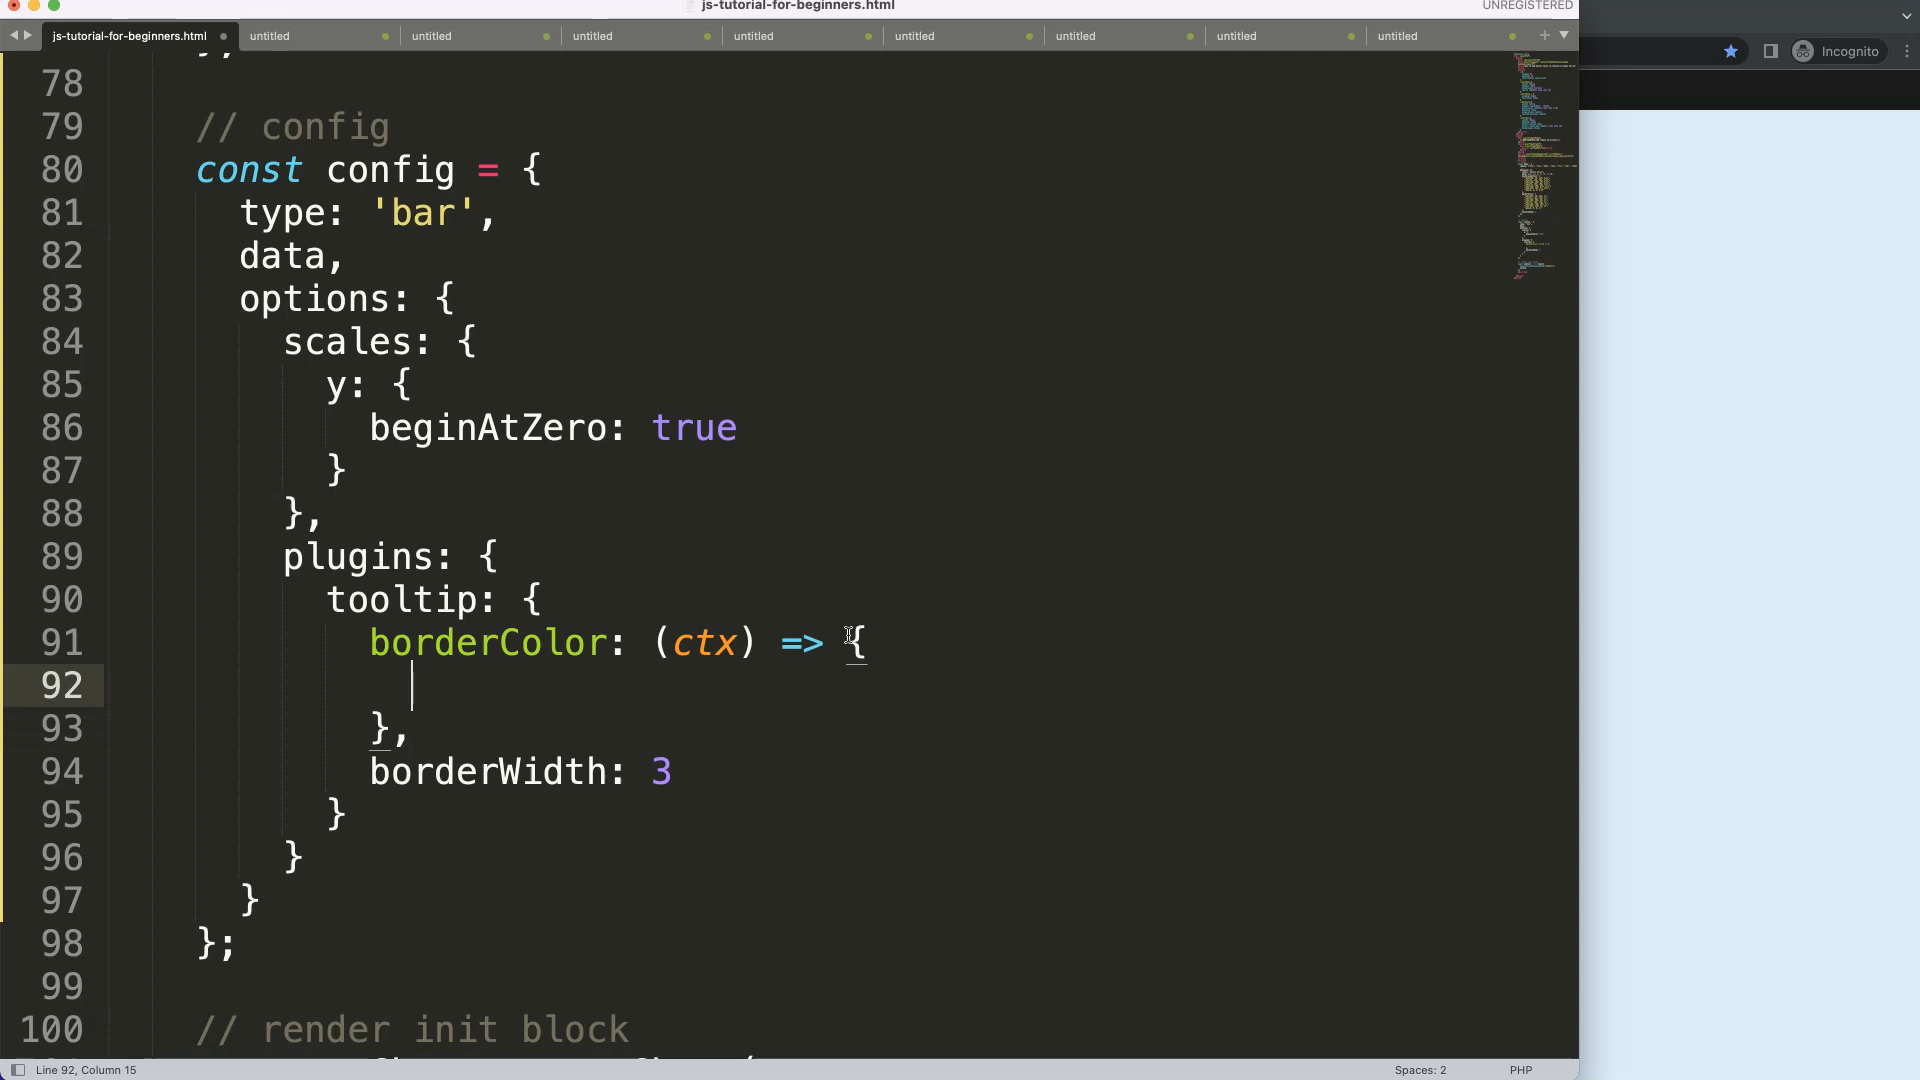 js-tutorial-for-beginners.html
UNREGISTERED
js-tutorial-for-beginners.html untitled untitled untitled untitled untitled untitled untitled untitled
Incognito
78
79 // config
80 const config = {
81 type: 'bar',
82 data,
83 options: {
84 scales: {
85 y: {
86 beginAtZero: true
87 }
88 },
89 plugins: {
90 tooltip: {
91 borderColor: (ctx) => {
92
93 },
94 borderWidth: 3
95 }
96 }
97 }
98 };
99
100 // render init block
Line 92, Column 15
Spaces: 2
PHP